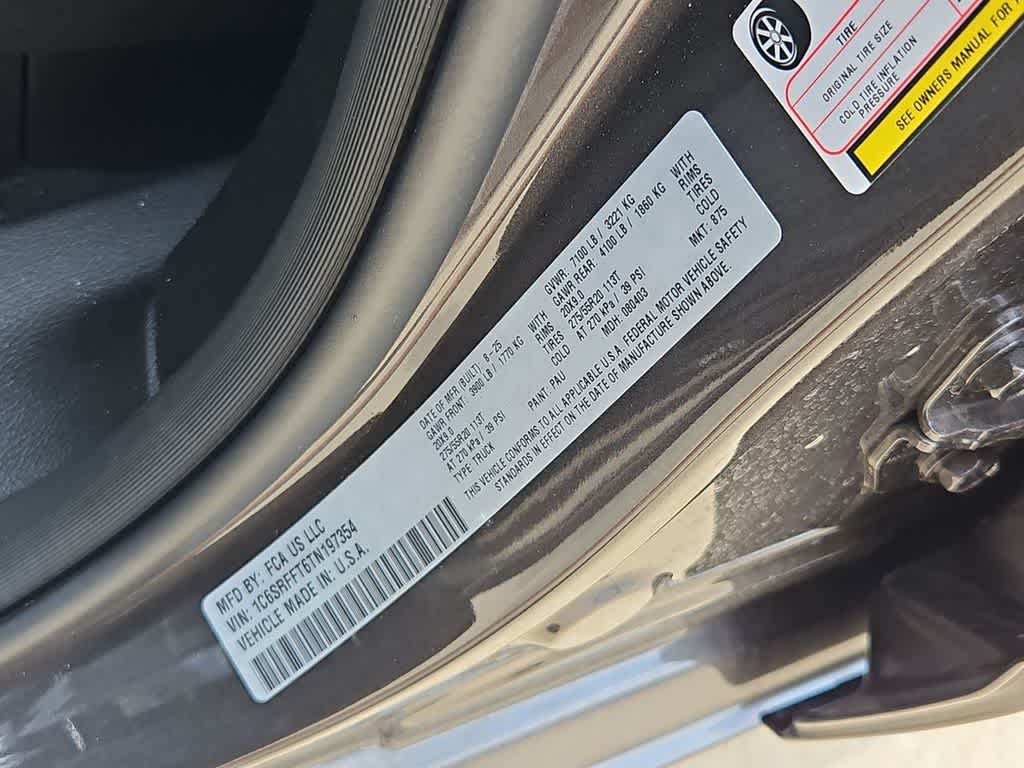 MFD BY: FCA US LLC
VIN: 1C6SRFFT6TN197354
VEHICLE MADE IN: U.S.A.
DATE OF MFR (BUILT): 8-25
GAWR FRONT: 3900 LB / 1770 KG WITH
20X9.0 RIMS
275/55R20 113T TIRES
AT 270 kPa / 39 PSI COLD
TYPE: TRUCK
PAINT: PAU
GVWR: 7100 LB / 3221 KG
GAWR REAR: 4100 LB / 1860 KG WITH
20X9.0 RIMS
275/55R20 113T TIRES
AT 270 kPa / 39 PSI COLD
MDH: 080403
MKT: 875
THIS VEHICLE CONFORMS TO ALL APPLICABLE U.S.A. FEDERAL MOTOR VEHICLE SAFETY
STANDARDS IN EFFECT ON THE DATE OF MANUFACTURE SHOWN ABOVE.
TIRE
ORIGINAL TIRE SIZE
COLD TIRE INFLATION
PRESSURE
SEE OWNERS MANUAL FOR